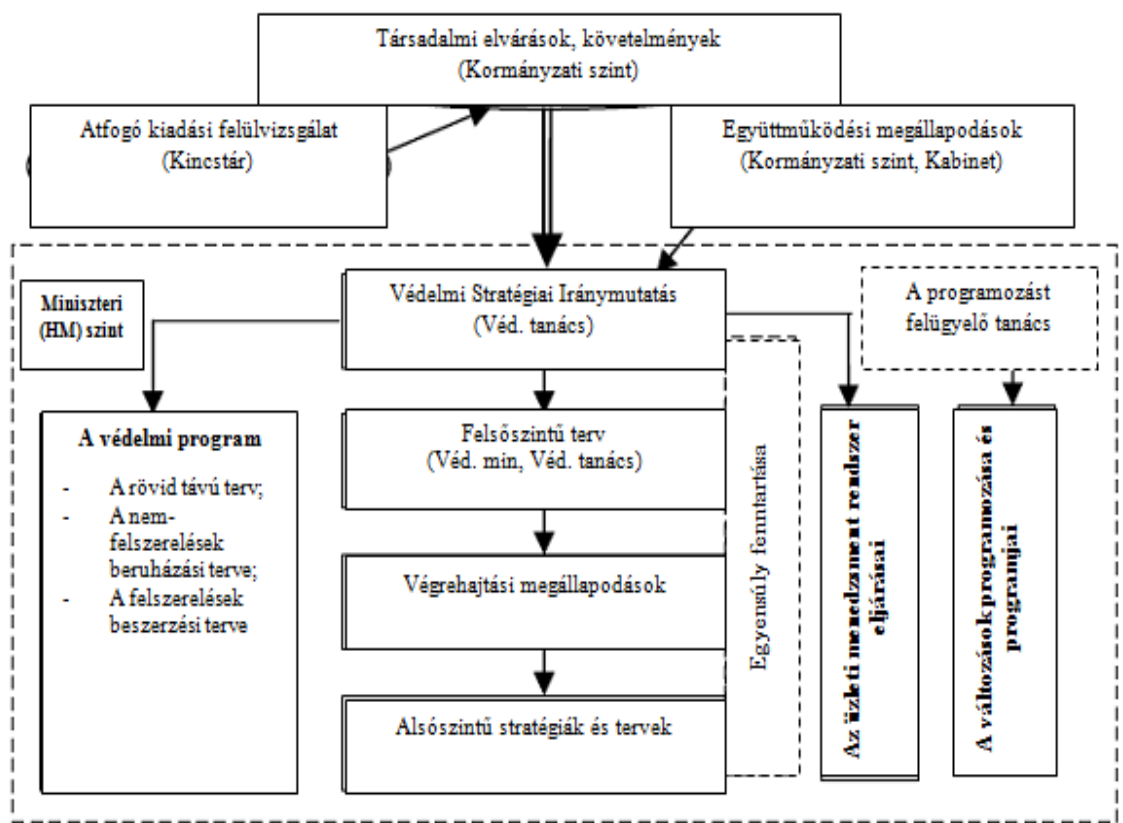 Társadalmi elvárások, követelmények
(Kormányzati szint)
Atfogó kiadási felülvizsgálat
(Kincstár)
Együttműködési megállapodások
(Kormányzati szint, Kabinet)
Miniszteri
(HM) szint
Védelmi Stratégiai Iránymutatás
(Véd. tanács)
A programozást
felügyelő tanács
A védelmi program
- A rövid távú terv;
- A nem-
felszerelések
beruházási terve;
- A felszerelések
beszerzési terve
Felsőszintű terv
(Véd. min, Véd. tanács)
Végrehajtási megállapodások
Alsószintű stratégiák és tervek
Egyensúly fenntartása
Az üzleti menedzsment rendszer
eljárásai
A változások programozása és
programjai